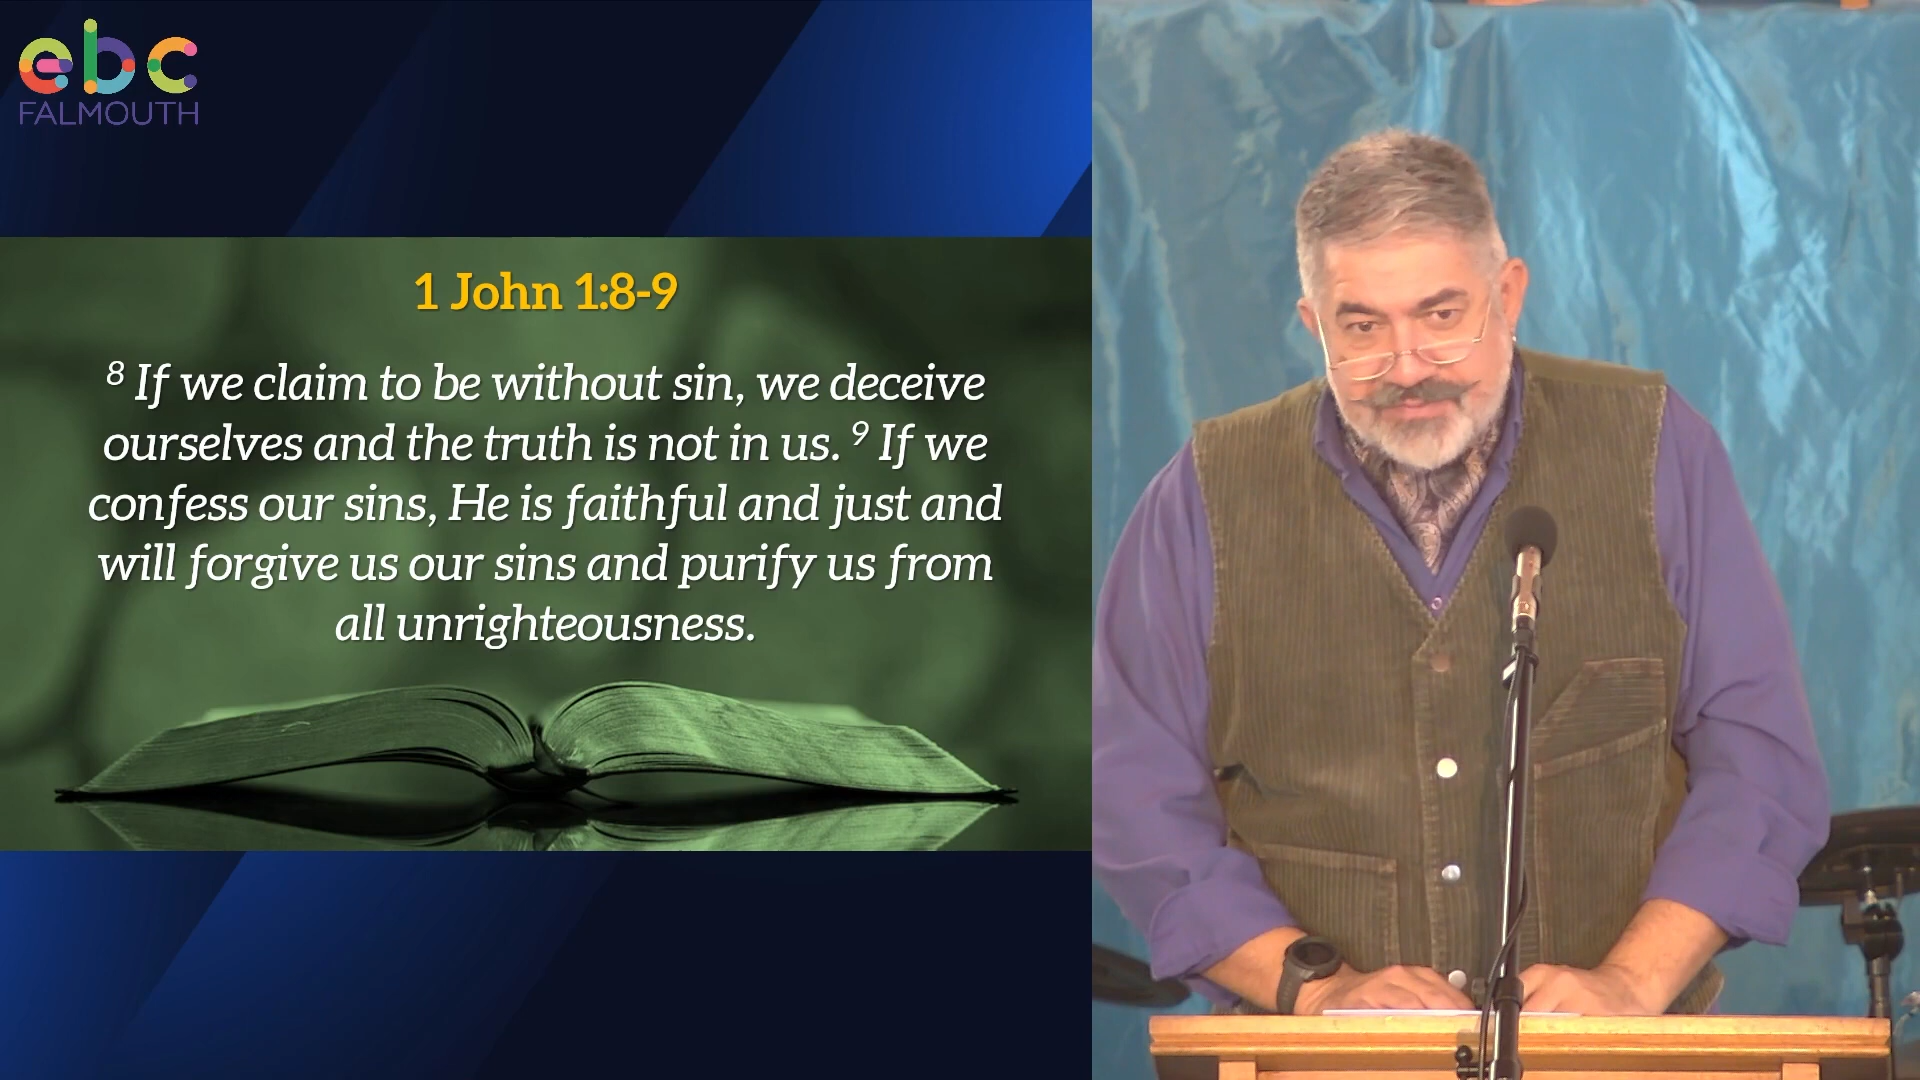 ebc
FALMOUTH
1 John 1:8-9
⁸ If we claim to be without sin, we deceive
ourselves and the truth is not in us. ⁹ If we
confess our sins, He is faithful and just and
will forgive us our sins and purify us from
all unrighteousness.